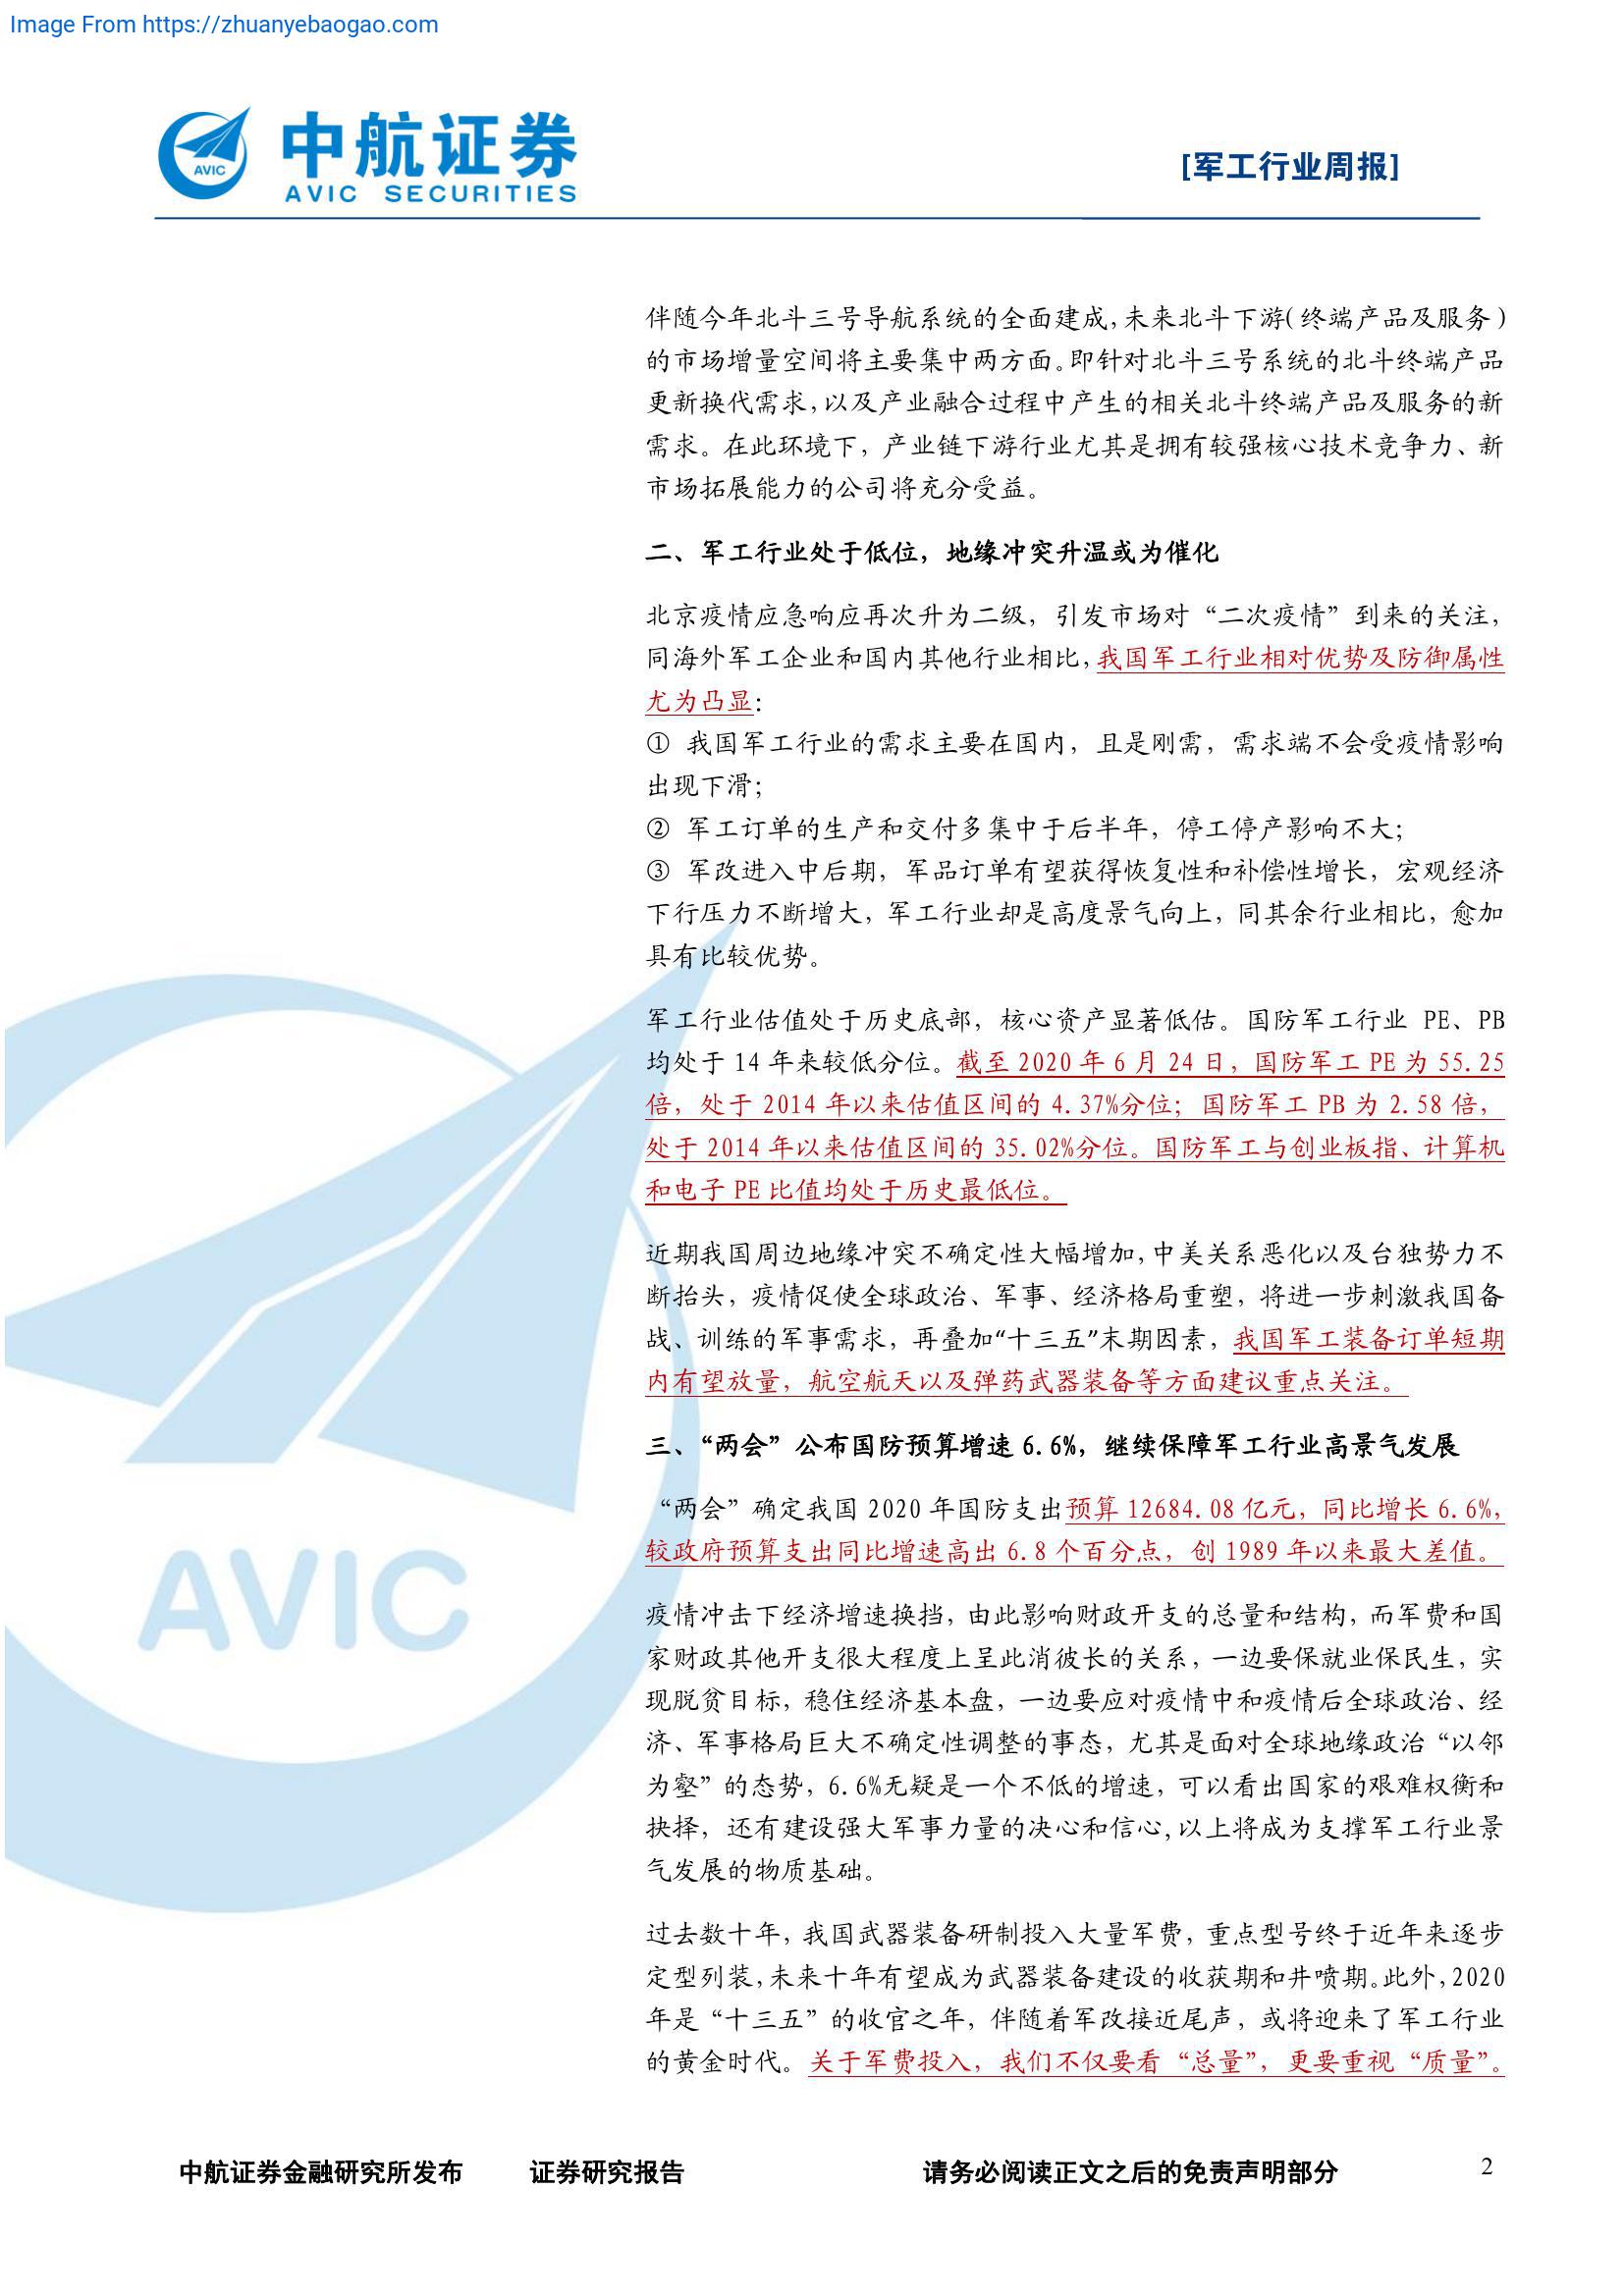 Image From https://zhuanyebaogao.com
中航证券
AVIC SECURITIES
AVIC
[军工行业周报]
伴随今年北斗三号导航系统的全面建成,未来北斗下游(终端产品及服务)
的市场增量空间将主要集中两方面。即针对北斗三号系统的北斗终端产品
更新换代需求,以及产业融合过程中产生的相关北斗终端产品及服务的新
需求。在此环境下，产业链下游行业尤其是拥有较强核心技术竞争力、新
市场拓展能力的公司将充分受益。
二、军工行业处于低位，地缘冲突升温或为催化
北京疫情应急响应再次升为二级，引发市场对“二次疫情”到来的关注，
同海外军工企业和国内其他行业相比,我国军工行业相对优势及防御属性
尤为凸显：
① 我国军工行业的需求主要在国内，且是刚需，需求端不会受疫情影响
出现下滑；
② 军工订单的生产和交付多集中于后半年，停工停产影响不大；
③ 军改进入中后期，军品订单有望获得恢复性和补偿性增长，宏观经济
下行压力不断增大，军工行业却是高度景气向上，同其余行业相比，愈加
具有比较优势。
军工行业估值处于历史底部，核心资产显著低估。国防军工行业 PE、PB
均处于 14 年来较低分位。截至 2020 年 6 月 24 日，国防军工 PE 为 55.25
倍，处于 2014 年以来估值区间的 4.37%分位；国防军工 PB 为 2.58 倍，
处于 2014 年以来估值区间的 35.02%分位。国防军工与创业板指、计算机
和电子 PE 比值均处于历史最低位。
近期我国周边地缘冲突不确定性大幅增加,中美关系恶化以及台独势力不
断抬头，疫情促使全球政治、军事、经济格局重塑，将进一步刺激我国备
战、训练的军事需求，再叠加“十三五”末期因素，我国军工装备订单短期
内有望放量，航空航天以及弹药武器装备等方面建议重点关注。
三、“两会”公布国防预算增速 6.6%，继续保障军工行业高景气发展
“两会”确定我国 2020 年国防支出预算 12684.08 亿元，同比增长 6.6%，
较政府预算支出同比增速高出 6.8 个百分点，创 1989 年以来最大差值。
疫情冲击下经济增速换挡，由此影响财政开支的总量和结构，而军费和国
家财政其他开支很大程度上呈此消彼长的关系，一边要保就业保民生，实
现脱贫目标，稳住经济基本盘，一边要应对疫情中和疫情后全球政治、经
济、军事格局巨大不确定性调整的事态，尤其是面对全球地缘政治“以邻
为壑”的态势，6.6%无疑是一个不低的增速，可以看出国家的艰难权衡和
抉择，还有建设强大军事力量的决心和信心,以上将成为支撑军工行业景
气发展的物质基础。
过去数十年，我国武器装备研制投入大量军费，重点型号终于近年来逐步
定型列装,未来十年有望成为武器装备建设的收获期和井喷期。此外,2020
年是“十三五”的收官之年，伴随着军改接近尾声，或将迎来了军工行业
的黄金时代。关于军费投入，我们不仅要看“总量”，更要重视“质量”。
AVIC
中航证券金融研究所发布 证券研究报告 请务必阅读正文之后的免责声明部分 2